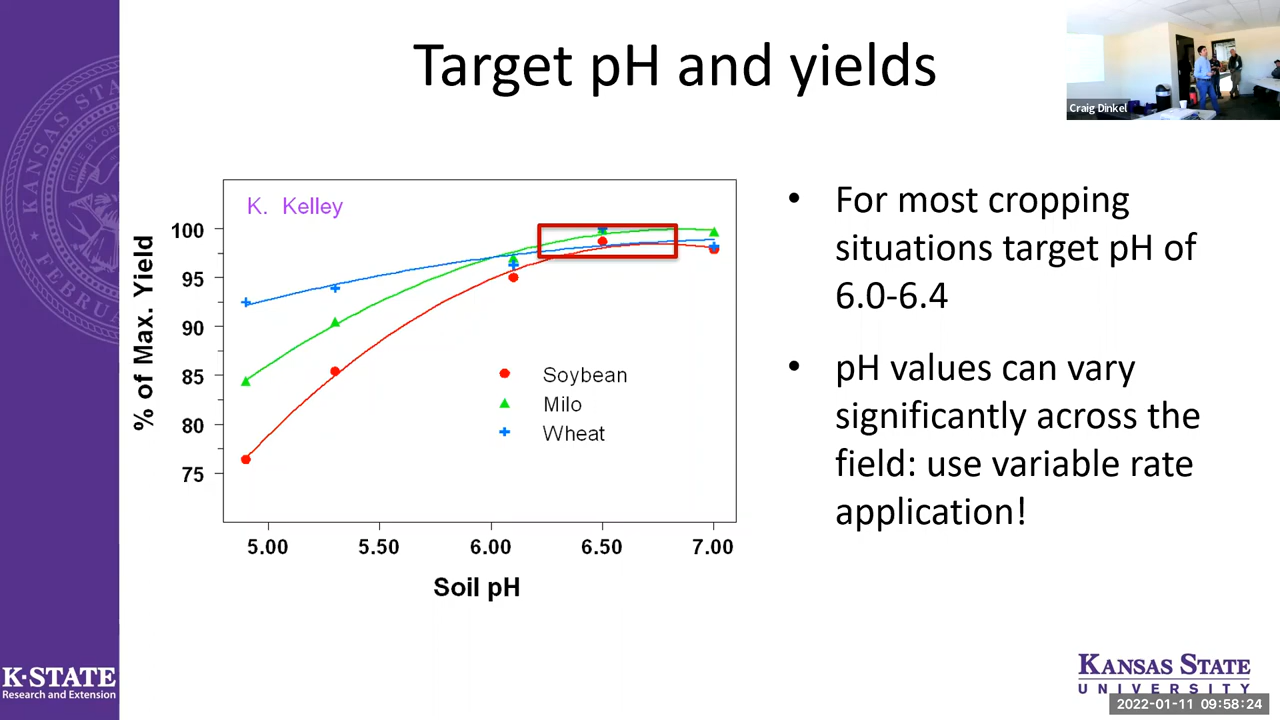 Target pH and yields
Craig Dinkel
K. Kelley
100
95
90
85
80
75
% of Max. Yield
Soybean
Milo
Wheat
5.00 5.50 6.00 6.50 7.00
Soil pH
• For most cropping
situations target pH of
6.0-6.4
• pH values can vary
significantly across the
field: use variable rate
application!
K-STATE
Research and Extension
KANSAS STATE
UNIVERSITY
2022-01-11 09:58:24